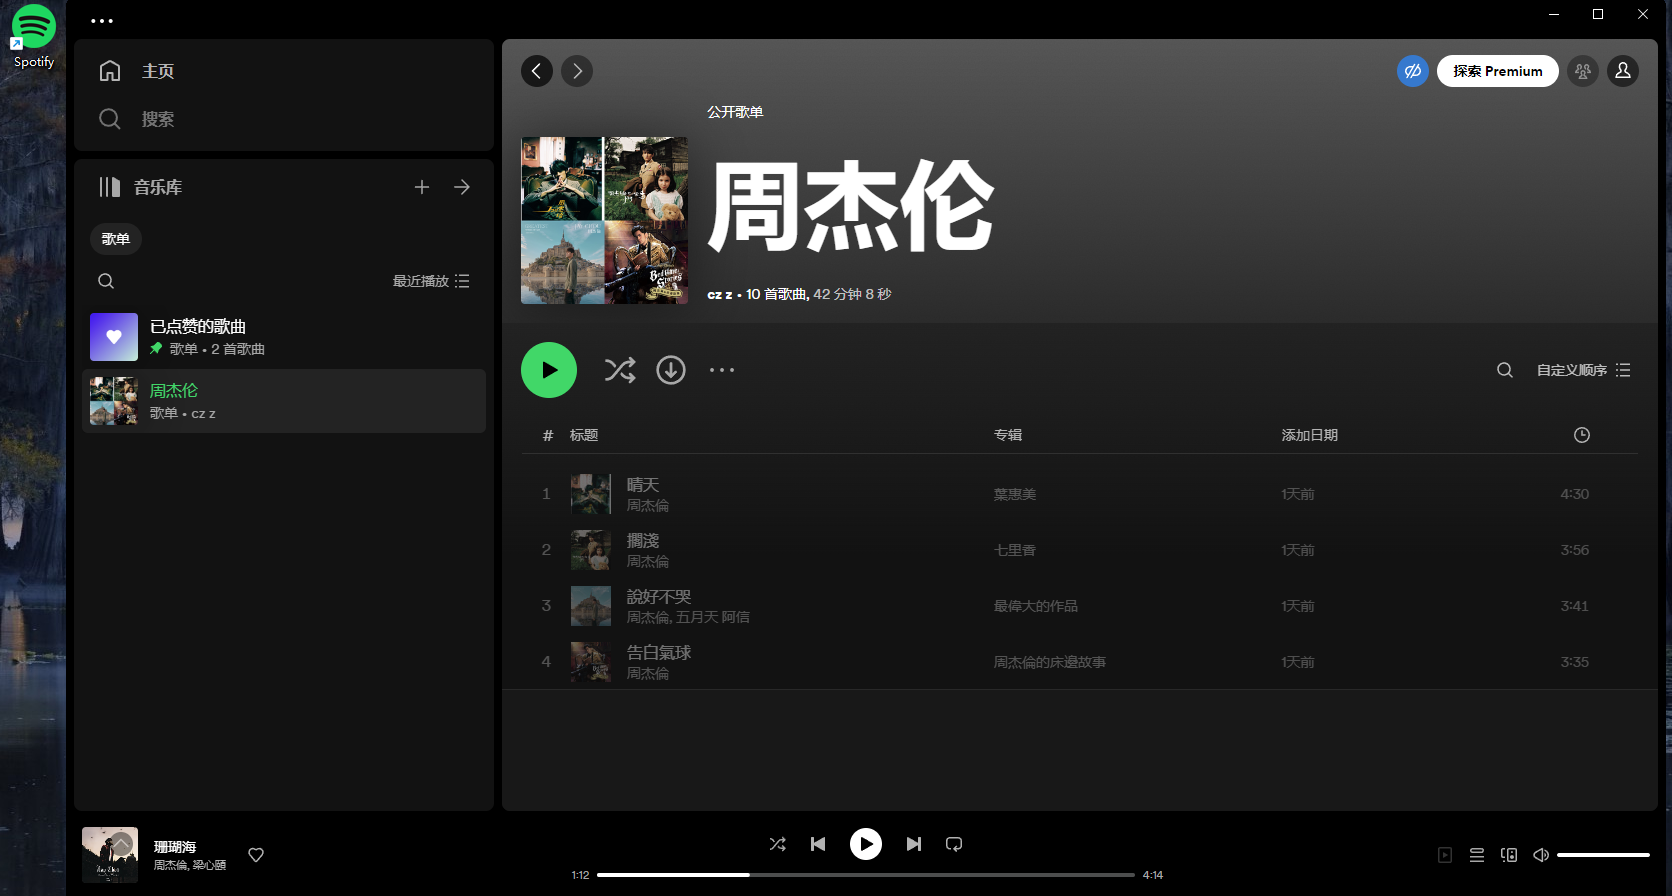 Spotify
主页
搜索
音乐库
歌单
最近播放
已点赞的歌曲
歌单 • 2 首歌曲
周杰伦
歌单 • cz z
探索 Premium
公开歌单
周杰伦
cz z • 10 首歌曲, 42 分钟 8 秒
自定义顺序
# 标题 专辑 添加日期
1 晴天 葉惠美 1天前 4:30
周杰倫
2 擱淺 七里香 1天前 3:56
周杰倫
3 說好不哭 最偉大的作品 1天前 3:41
周杰倫, 五月天 阿信
4 告白氣球 周杰倫的床邊故事 1天前 3:35
周杰倫
珊瑚海
周杰倫, 梁心頤
1:12 4:14